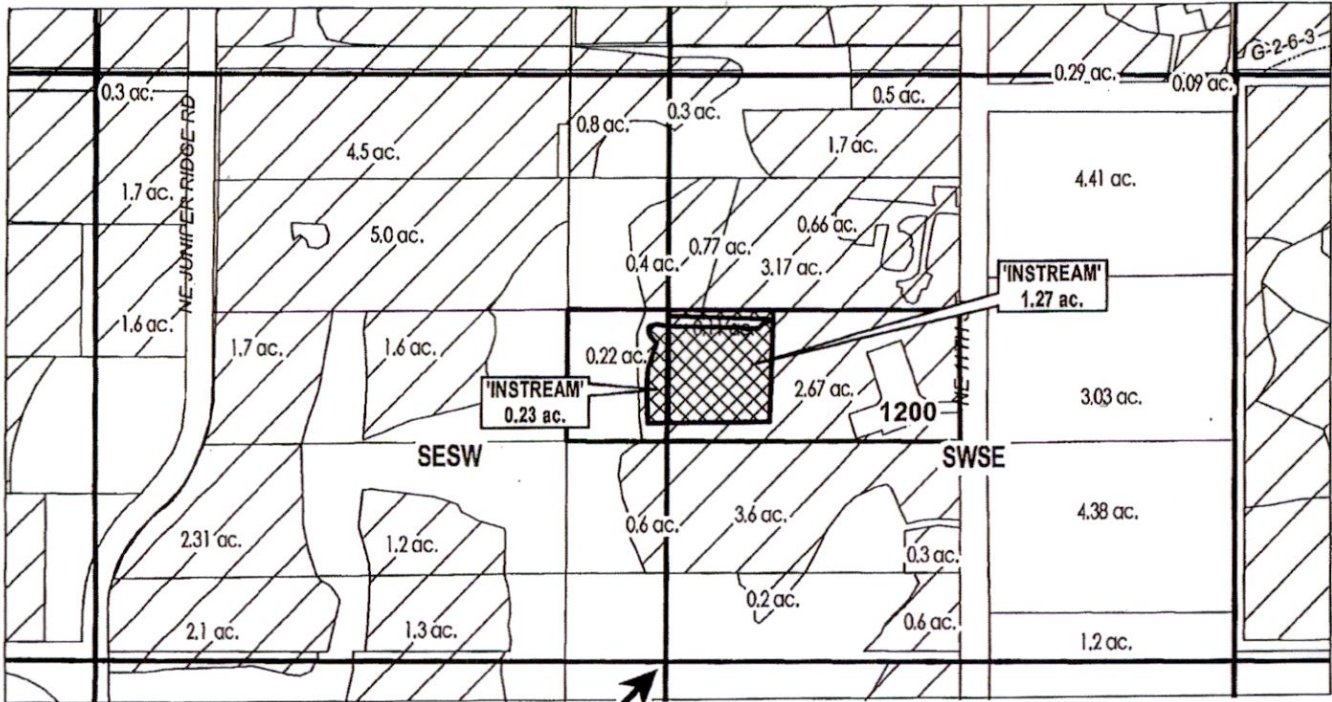 G-2-6-3
0.29 ac.
0.09 ac.
0.3 ac.
0.5 ac.
0.3 ac.
0.8 ac.
1.7 ac.
4.5 ac.
NE JUNIPER RIDGE RD
1.7 ac.
4.41 ac.
0.66 ac.
5.0 ac.
0.77 ac.
0.4 ac.
3.17 ac.
'INSTREAM'
1.27 ac.
1.6 ac.
1.7 ac.
1.6 ac.
0.22 ac.
NE 11TH
'INSTREAM'
0.23 ac.
2.67 ac.
1200
3.03 ac.
SESW
SWSE
0.6 ac.
3.6 ac.
4.38 ac.
2.31 ac.
1.2 ac.
0.3 ac.
0.2 ac.
0.6 ac.
2.1 ac.
1.3 ac.
1.2 ac.